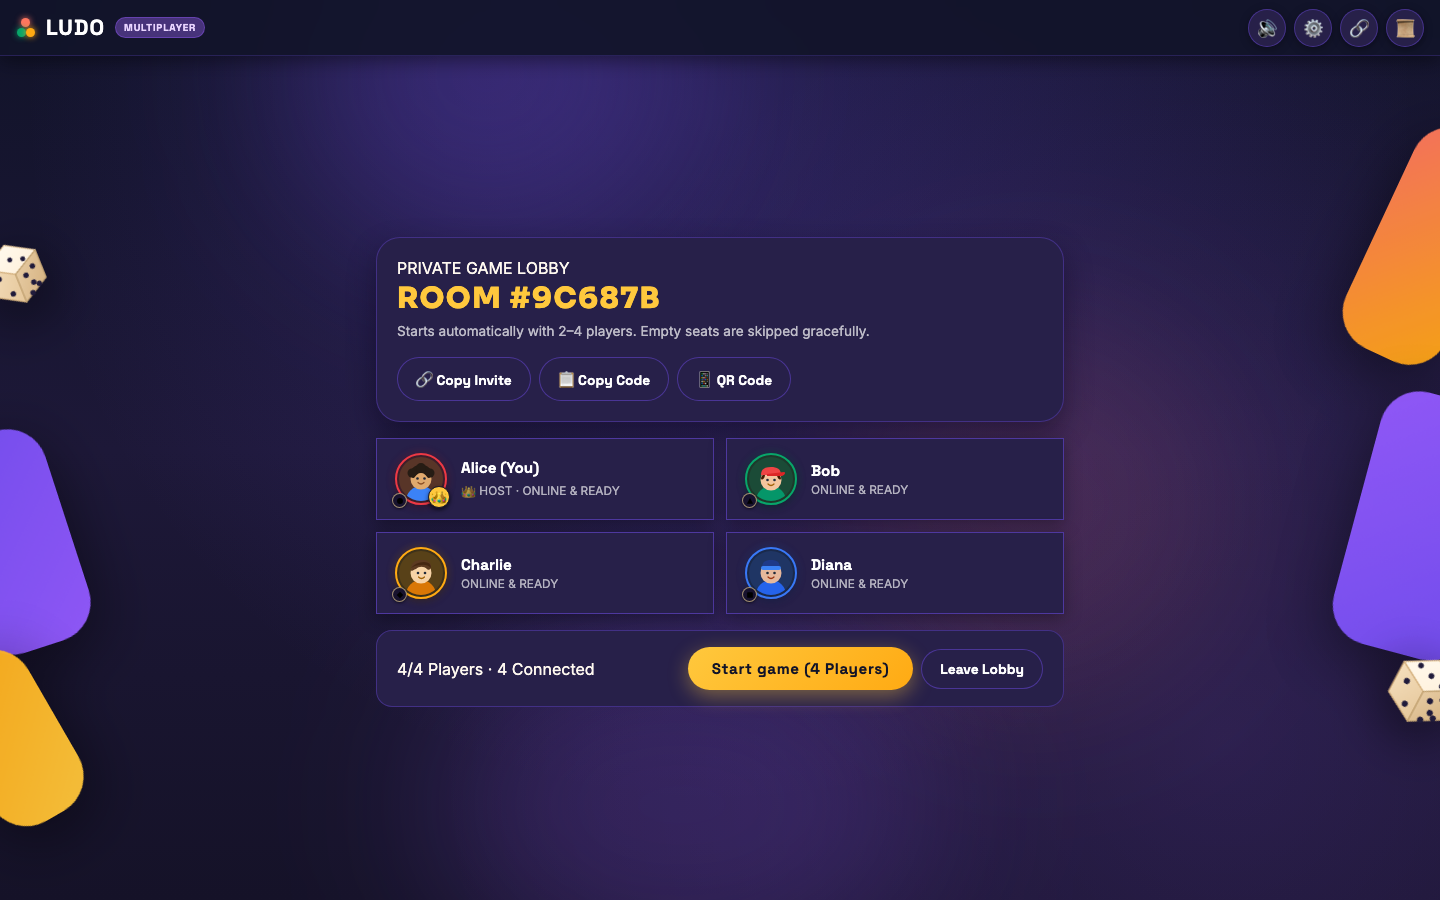 LUDO MULTIPLAYER
PRIVATE GAME LOBBY
ROOM #9C687B
Starts automatically with 2–4 players. Empty seats are skipped gracefully.
Copy Invite Copy Code QR Code
Alice (You)
HOST · ONLINE & READY
Bob
ONLINE & READY
Charlie
ONLINE & READY
Diana
ONLINE & READY
4/4 Players · 4 Connected Start game (4 Players) Leave Lobby